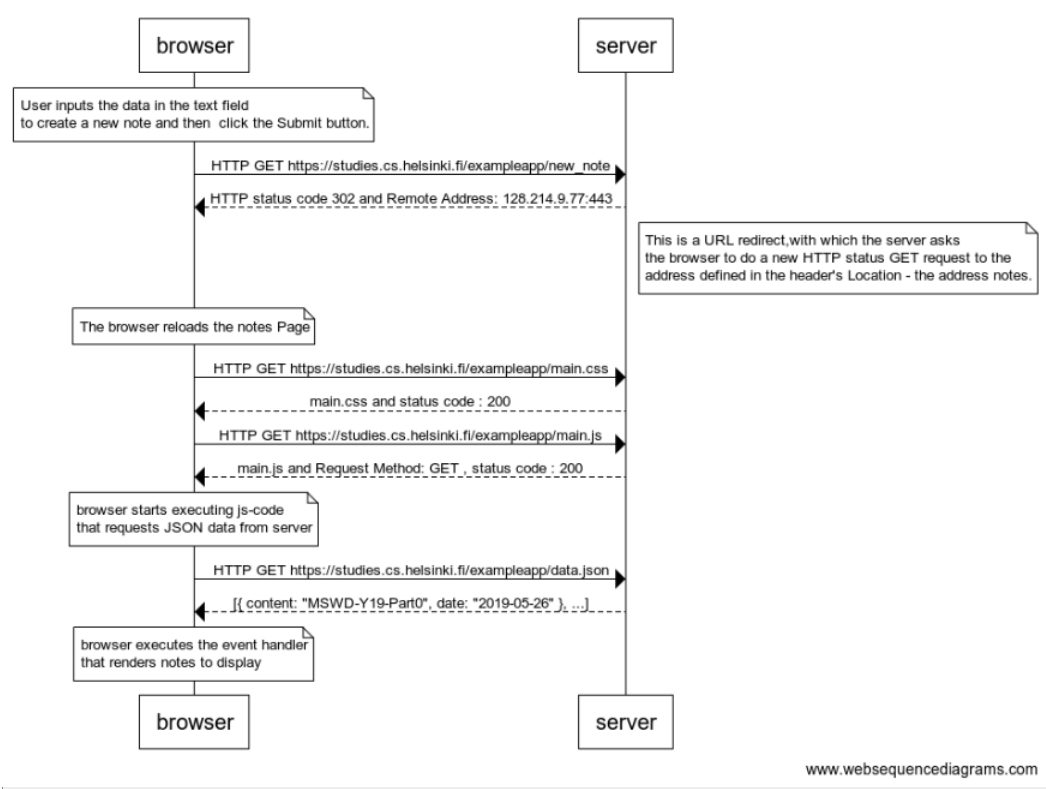 browser
server
User inputs the data in the text field
to create a new note and then  click the Submit button.
HTTP GET https://studies.cs.helsinki.fi/exampleapp/new_note
HTTP status code 302 and Remote Address: 128.214.9.77:443
This is a URL redirect,with which the server asks
the browser to do a new HTTP status GET request to the
address defined in the header's Location - the address notes.
The browser reloads the notes Page
HTTP GET https://studies.cs.helsinki.fi/exampleapp/main.css
main.css and status code : 200
HTTP GET https://studies.cs.helsinki.fi/exampleapp/main.js
main.js and Request Method: GET , status code : 200
browser starts executing js-code
that requests JSON data from server
HTTP GET https://studies.cs.helsinki.fi/exampleapp/data.json
[{ content: "MSWD-Y19-Part0", date: "2019-05-26" }, ...]
browser executes the event handler
that renders notes to display
browser
server
www.websequencediagrams.com